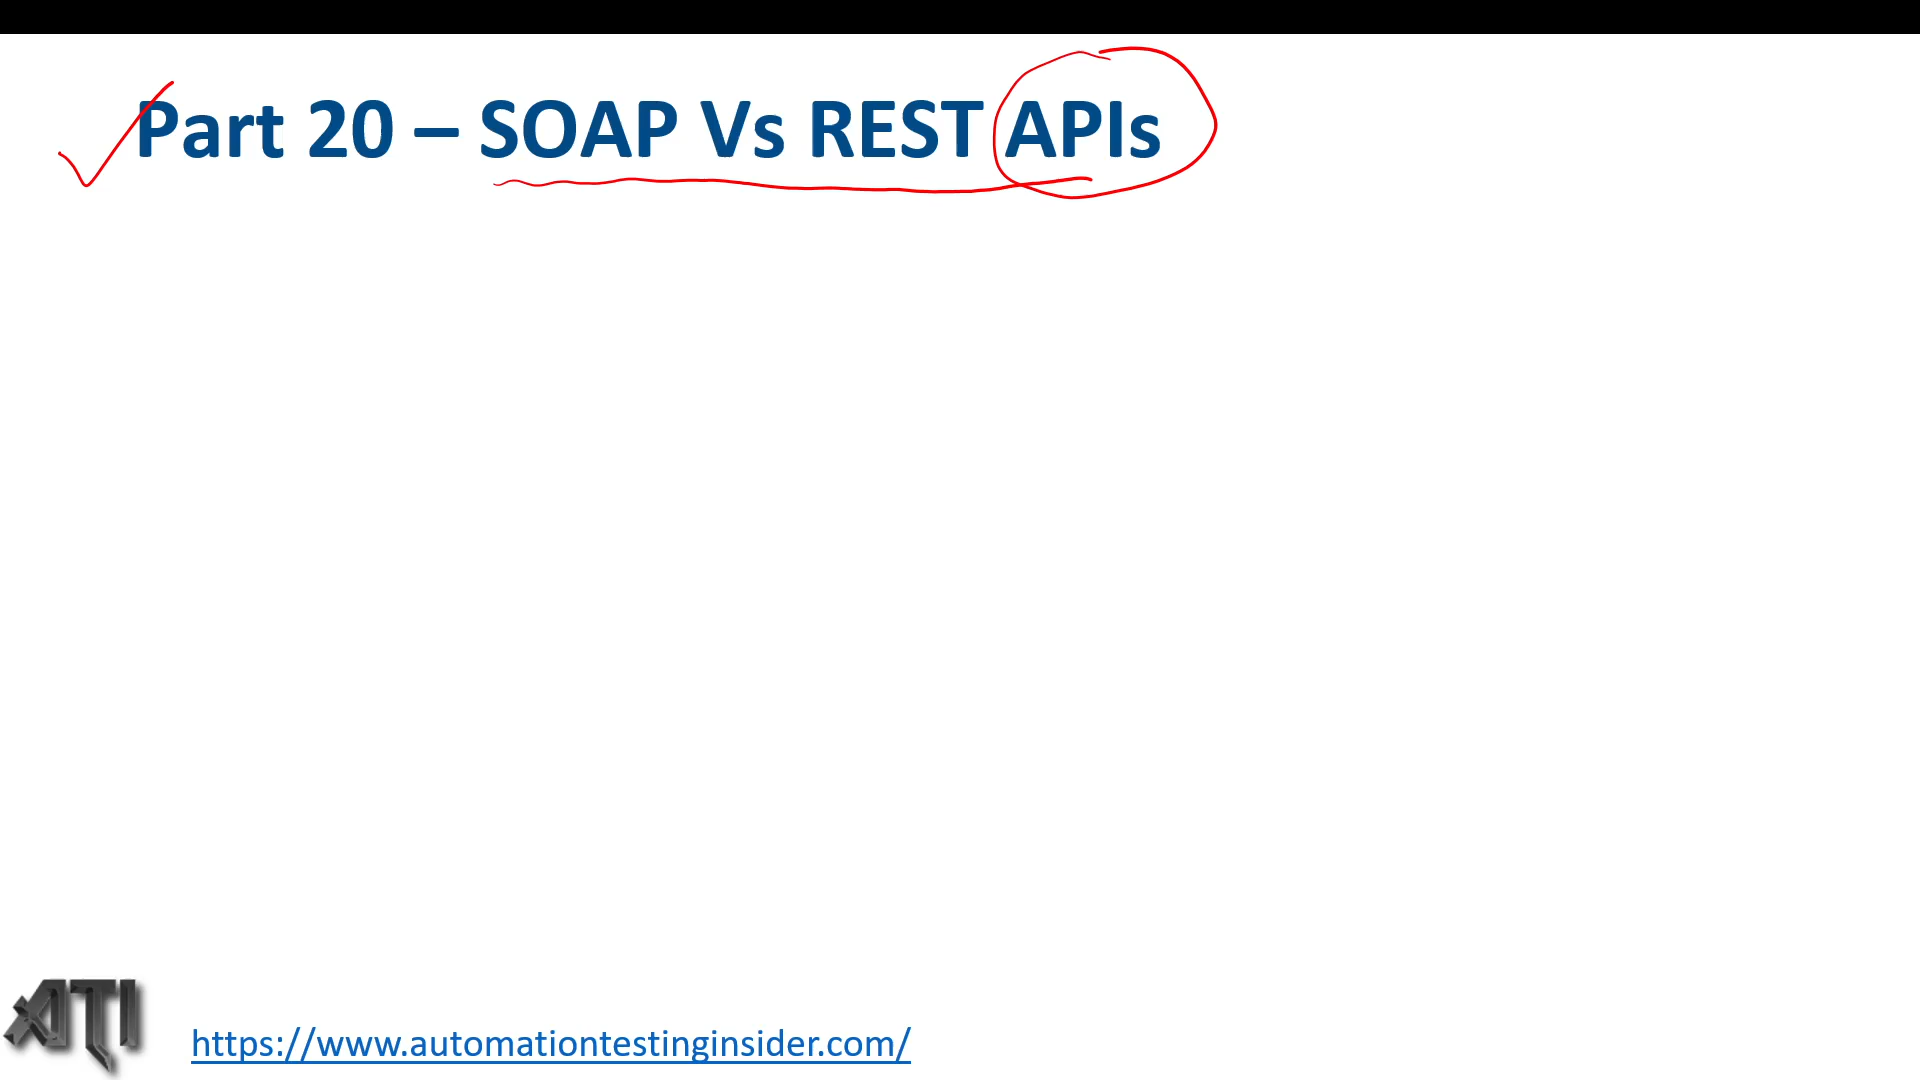 Part 20 – SOAP Vs REST APIs
ATI
https://www.automationtestinginsider.com/